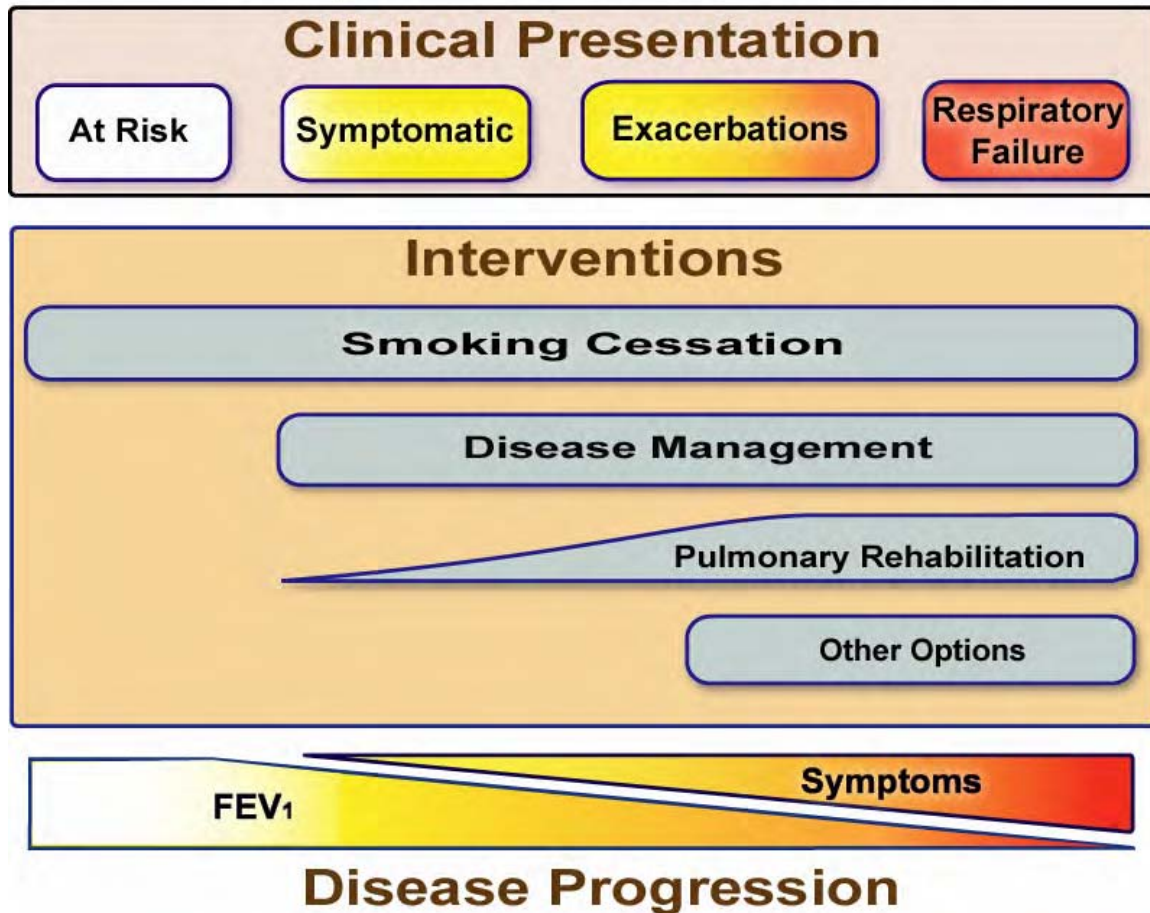 Clinical Presentation
At Risk
Symptomatic
Exacerbations
Respiratory
Failure
Interventions
Smoking Cessation
Disease Management
Pulmonary Rehabilitation
Other Options
Symptoms
FEV₁
Disease Progression